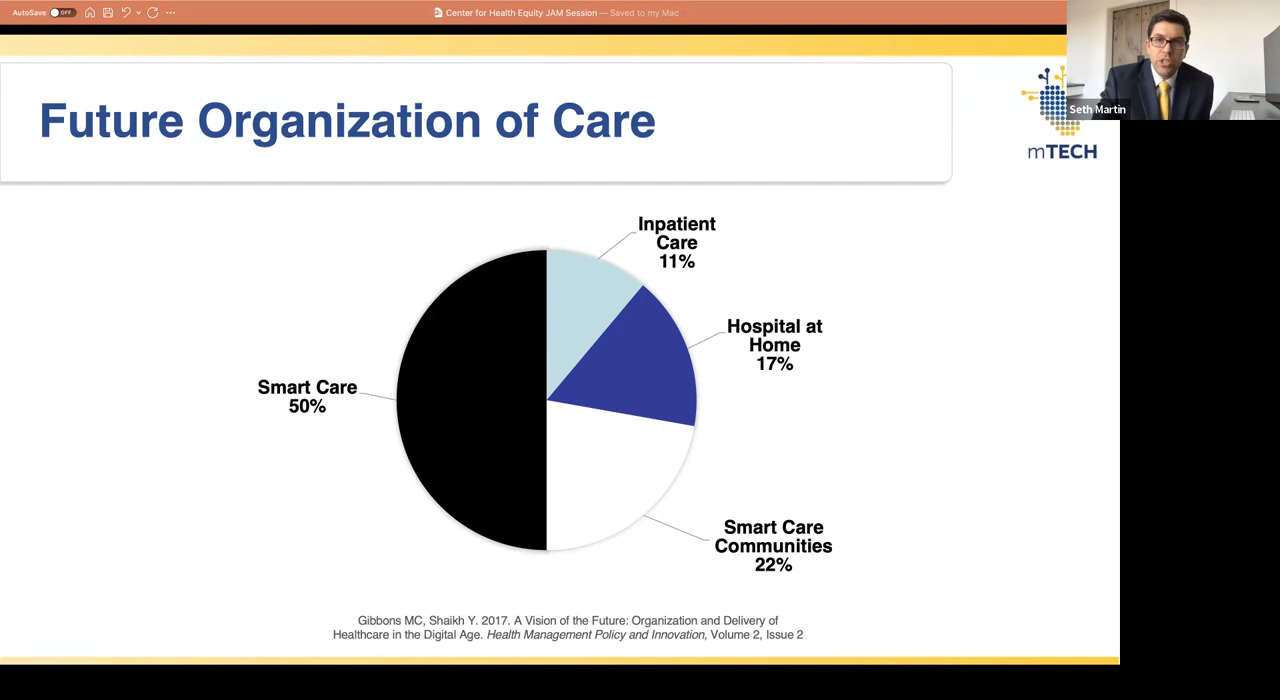 AutoSave OFF
Center for Health Equity JAM Session — Saved to my Mac
Seth Martin
Future Organization of Care
mTECH
Inpatient
Care
11%
Hospital at
Home
17%
Smart Care
50%
Smart Care
Communities
22%
Gibbons MC, Shaikh Y. 2017. A Vision of the Future: Organization and Delivery of
Healthcare in the Digital Age. Health Management Policy and Innovation, Volume 2, Issue 2